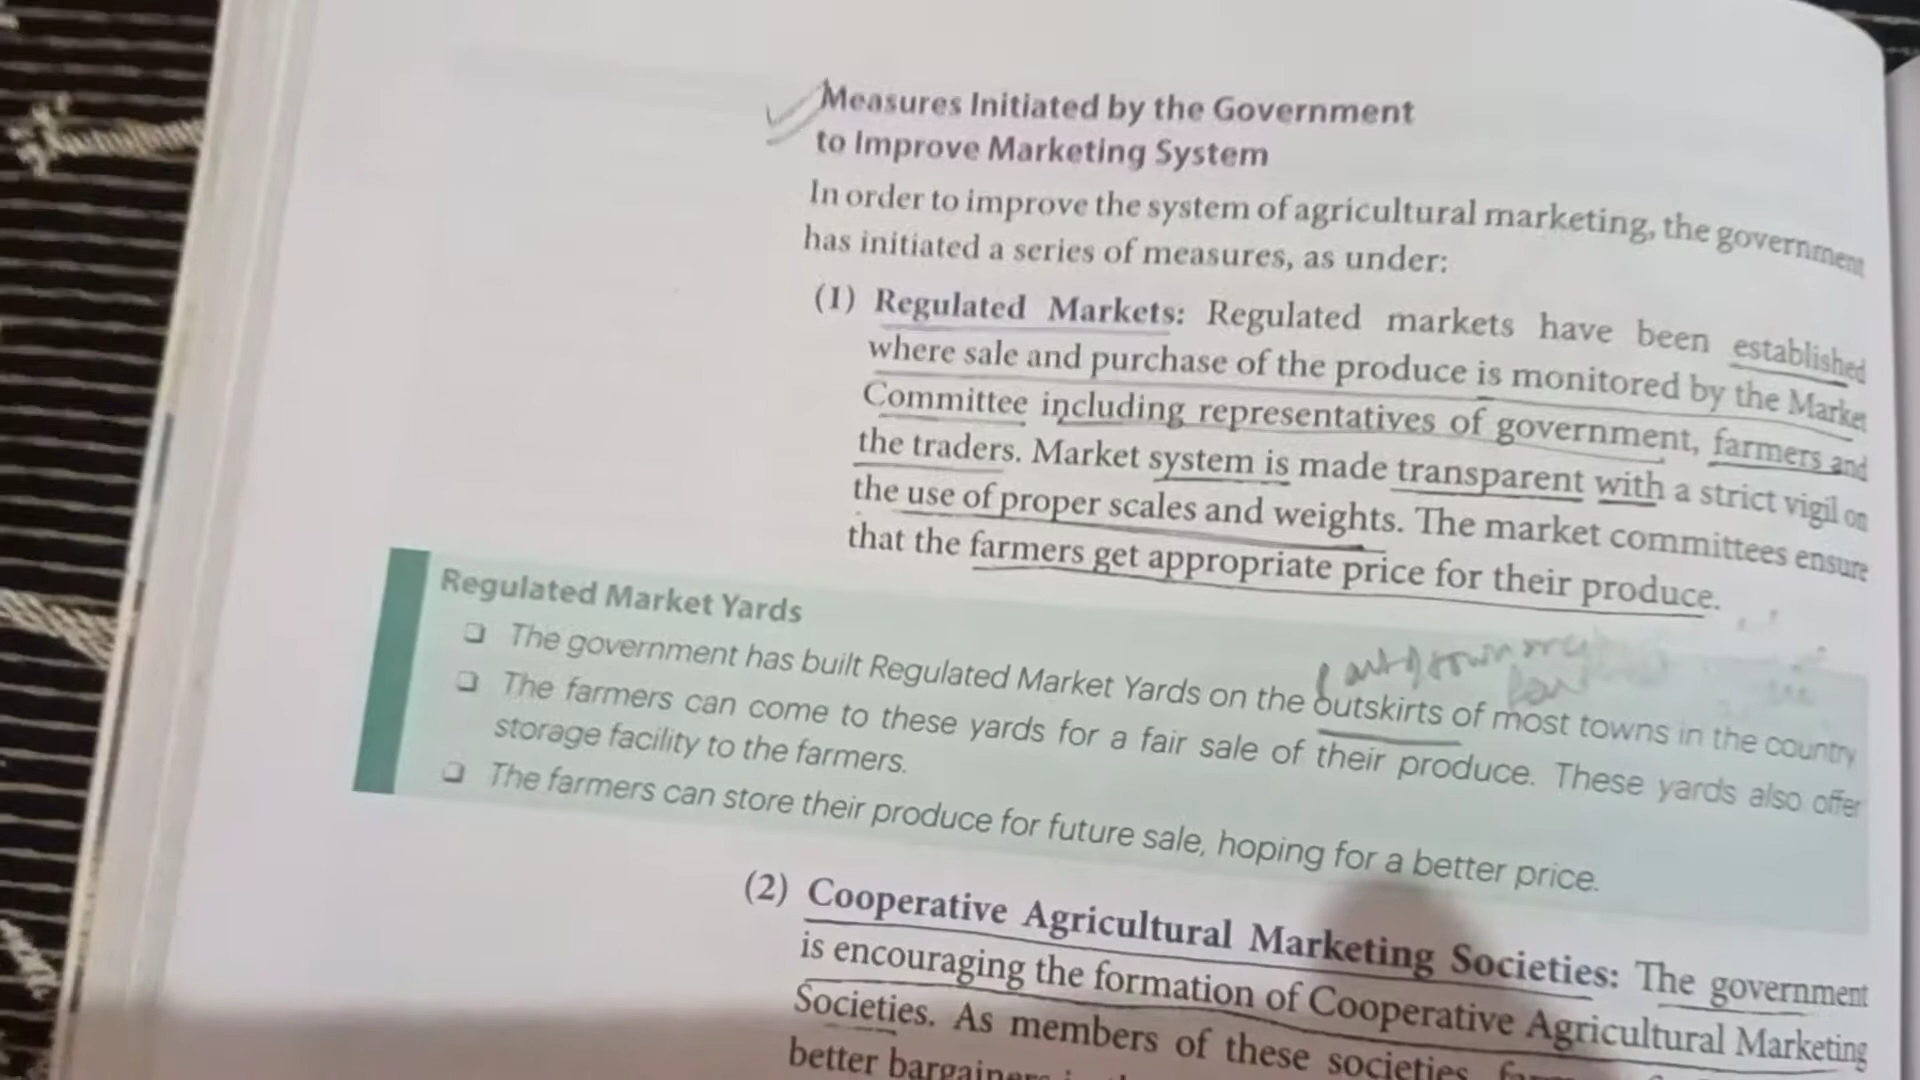 Measures Initiated by the Government
to Improve Marketing System
In order to improve the system of agricultural marketing, the government
has initiated a series of measures, as under:
(1) Regulated Markets: Regulated markets have been established
where sale and purchase of the produce is monitored by the Market
Committee including representatives of government, farmers and
the traders. Market system is made transparent with a strict vigil on
the use of proper scales and weights. The market committees ensure
that the farmers get appropriate price for their produce.
Regulated Market Yards
❑ The government has built Regulated Market Yards on the outskirts of most towns in the country
❑ The farmers can come to these yards for a fair sale of their produce. These yards also offer
storage facility to the farmers.
❑ The farmers can store their produce for future sale, hoping for a better price.
(2) Cooperative Agricultural Marketing Societies: The government
is encouraging the formation of Cooperative Agricultural Marketing
Societies. As members of these societies
better